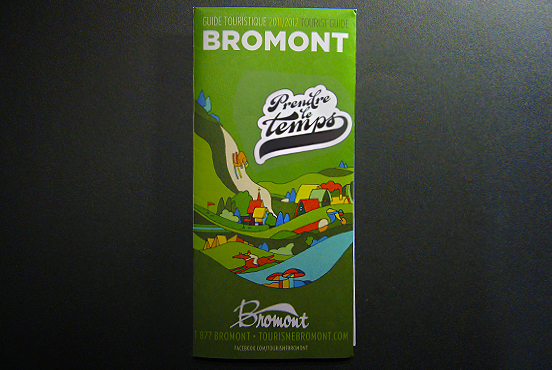 GUIDE TOURISTIQUE 2011/2012 TOURIST GUIDE
BROMONT
Prendre
le
temps
Bromont
1 877 BROMONT • TOURISMEBROMONT.COM
FACEBOOK.COM/TOURISMEBROMONT